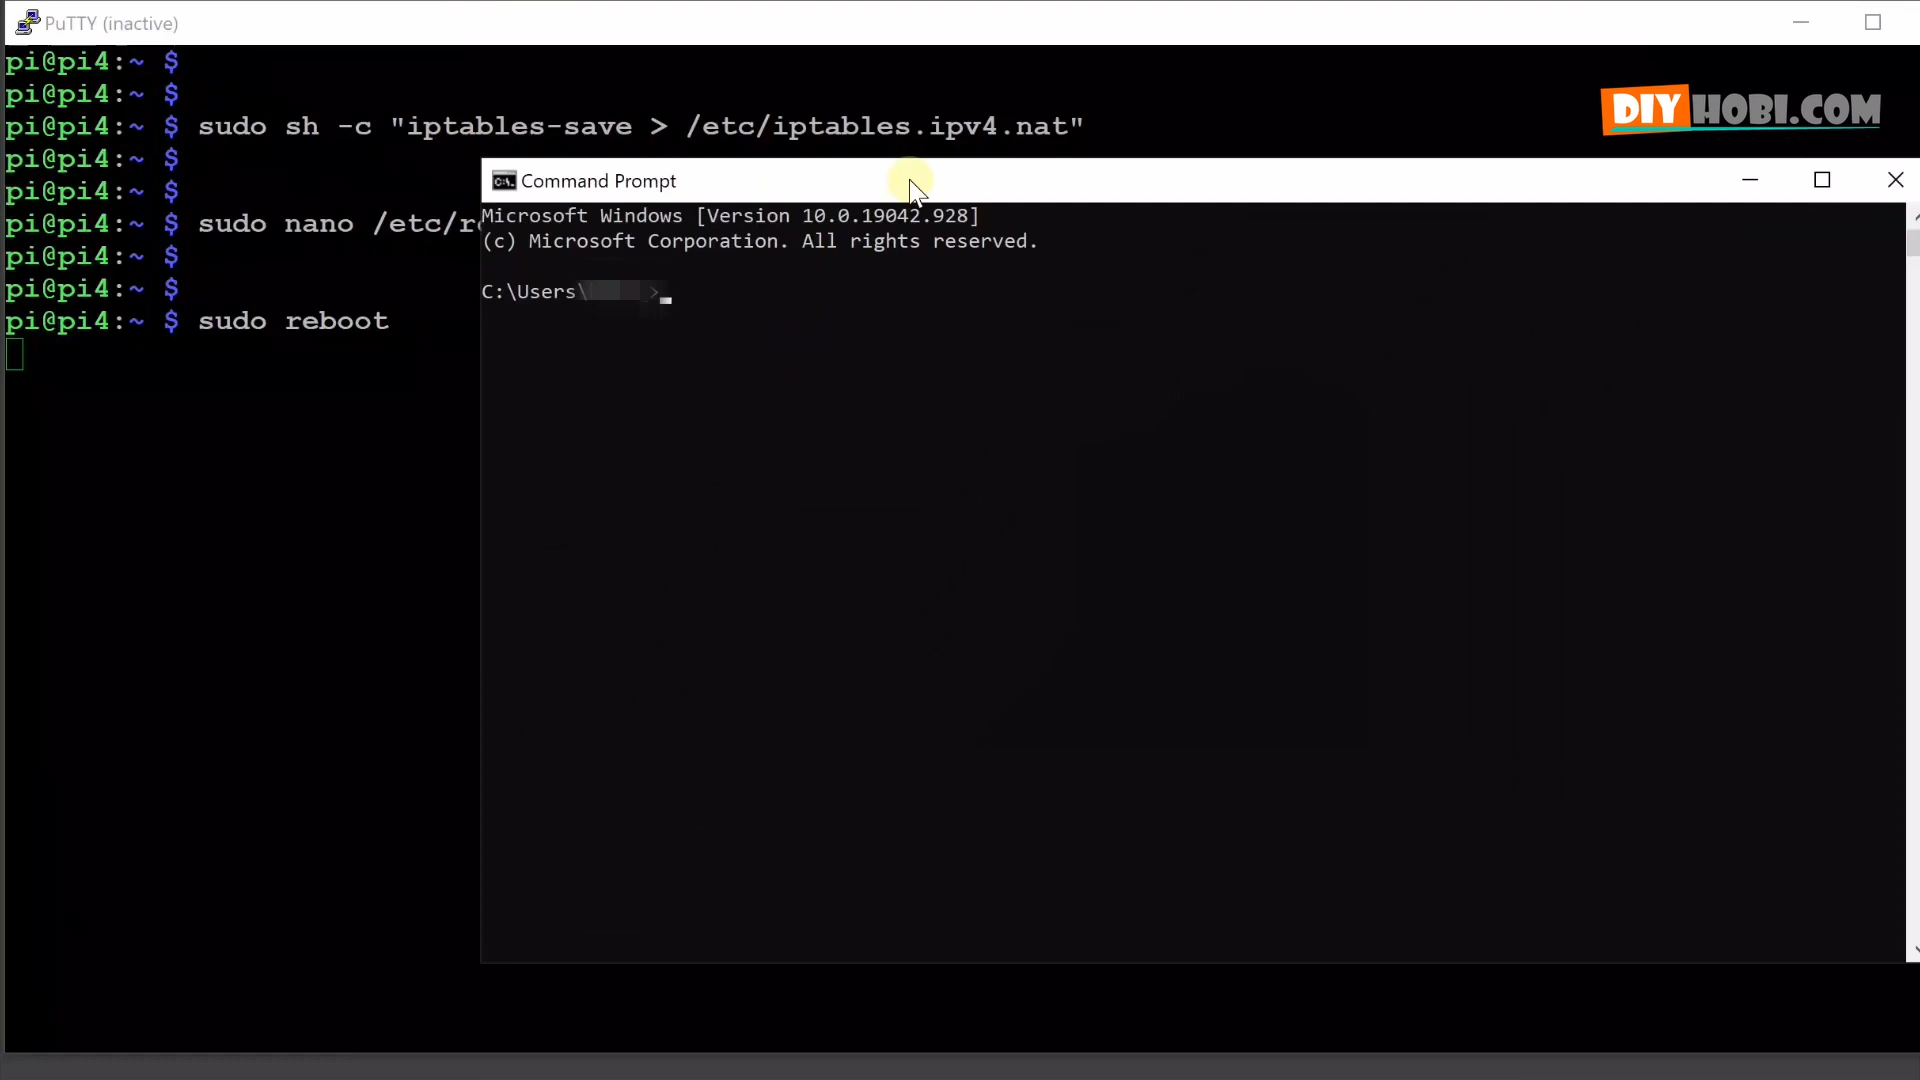 PuTTY (inactive)
pi@pi4:~ $
pi@pi4:~ $
pi@pi4:~ $ sudo sh -c "iptables-save > /etc/iptables.ipv4.nat"
pi@pi4:~ $
pi@pi4:~ $
pi@pi4:~ $ sudo nano /etc/r
pi@pi4:~ $
pi@pi4:~ $
pi@pi4:~ $ sudo reboot
DIYHOBI.COM
Command Prompt
Microsoft Windows [Version 10.0.19042.928]
(c) Microsoft Corporation. All rights reserved.
C:\Users\ >